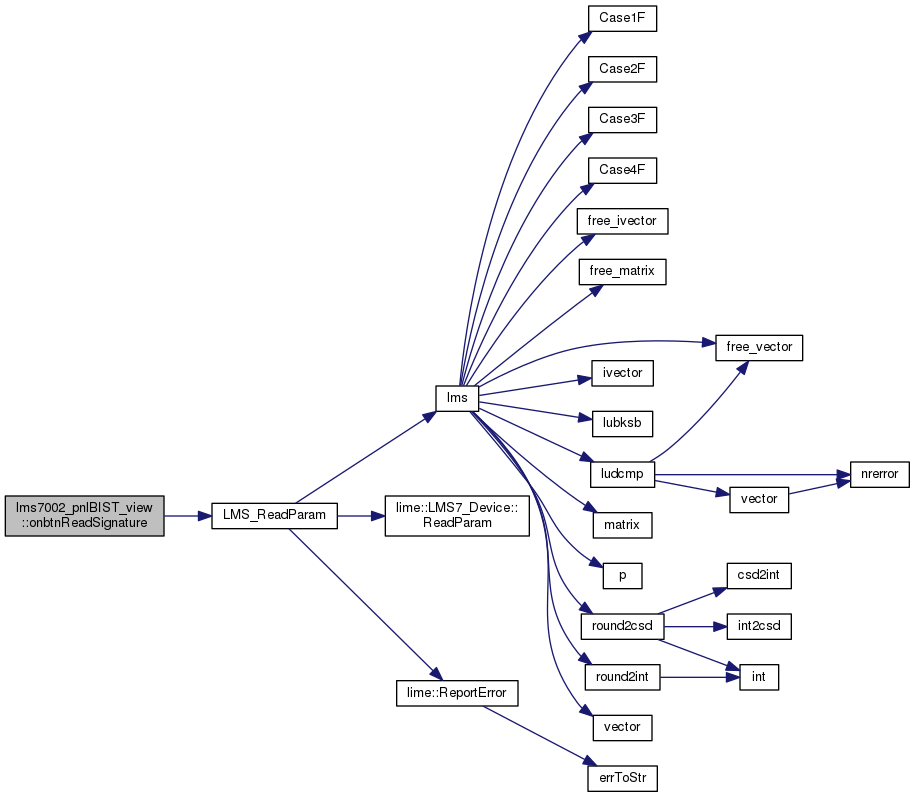 Case1F
Case2F
Case3F
Case4F
free_ivector
free_matrix
free_vector
ivector
lms
lubksb
ludcmp
nrerror
vector
lms7002_pnlBIST_view
::onbtnReadSignature
LMS_ReadParam
lime::LMS7_Device::
ReadParam
matrix
p
csd2int
round2csd
int2csd
round2int
int
lime::ReportError
vector
errToStr